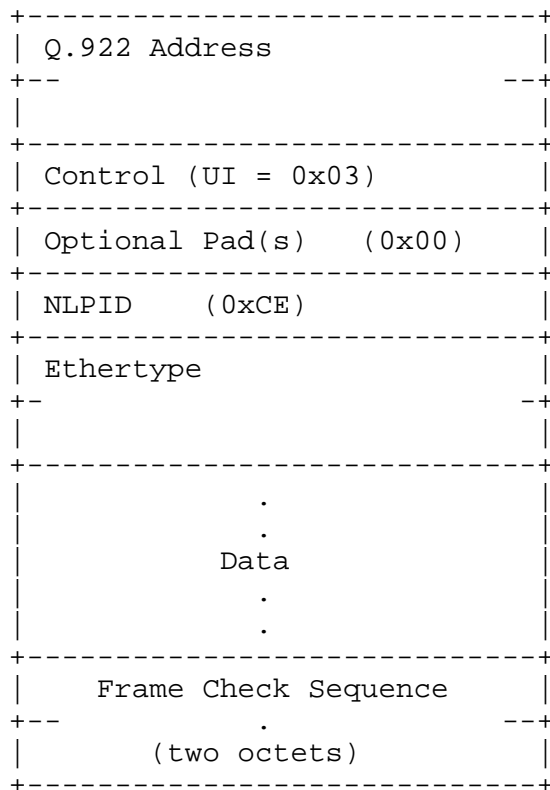 +-----------------------------+
| Q.922 Address               |
+--                         --+
|                             |
+-----------------------------+
| Control (UI = 0x03)         |
+-----------------------------+
| Optional Pad(s)   (0x00)    |
+-----------------------------+
| NLPID     (0xCE)            |
+-----------------------------+
| Ethertype                   |
+-                           -+
|                             |
+-----------------------------+
|              .              |
|              .              |
|            Data             |
|              .              |
|              .              |
+-----------------------------+
|     Frame Check Sequence    |
+--            .            --+
|        (two octets)         |
+-----------------------------+